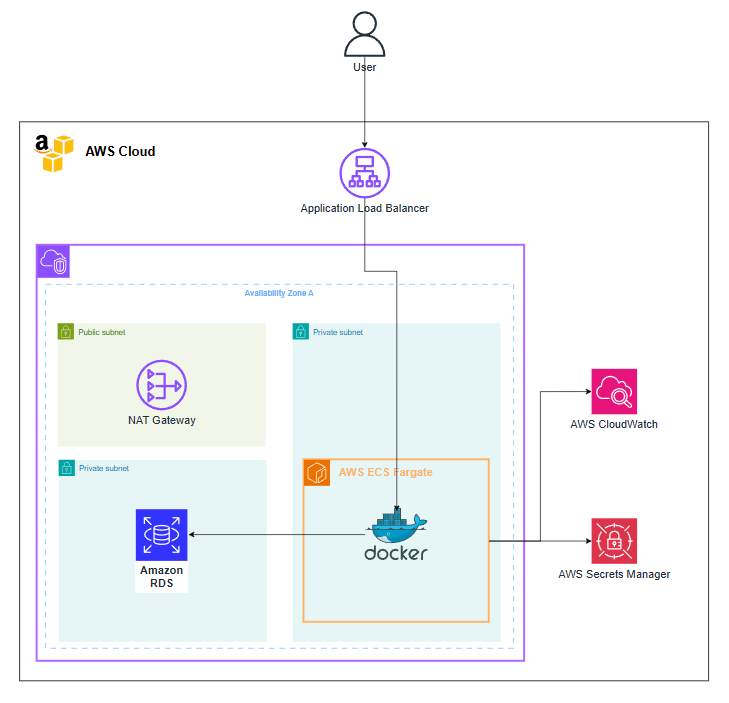 User
a
AWS Cloud
Application Load Balancer
Availability Zone A
Public subnet
Private subnet
NAT Gateway
AWS CloudWatch
Private subnet
AWS ECS Fargate
docker
Amazon
RDS
AWS Secrets Manager